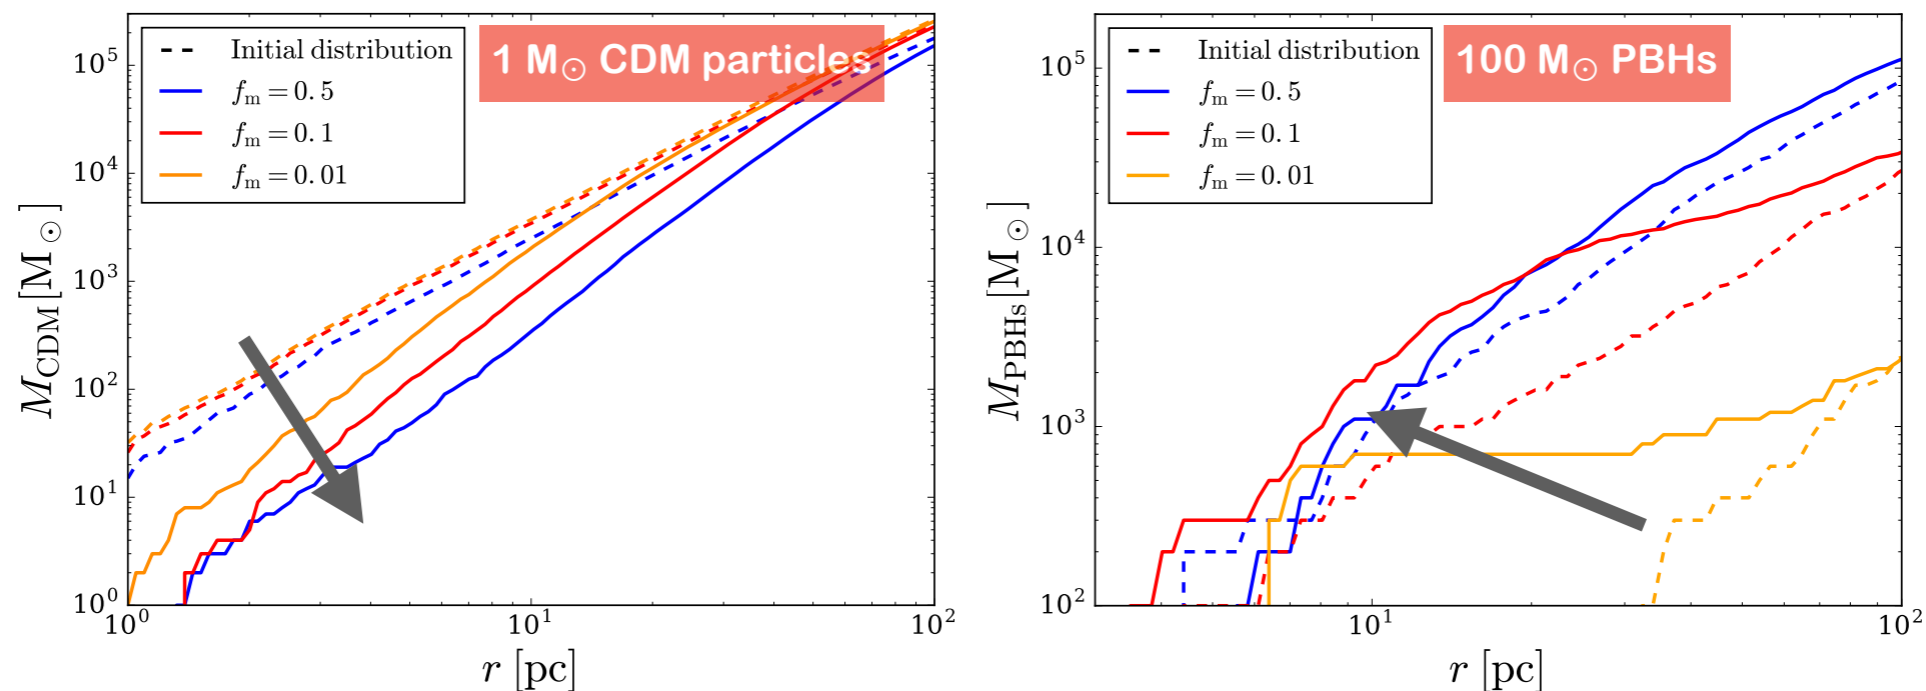 1 M⊙ CDM particles
Initial distribution
f_m = 0.5
f_m = 0.1
f_m = 0.01
M_CDM [M⊙]
10^5
10^4
10^3
10^2
10^1
10^0
10^0
10^1
10^2
r [pc]
100 M⊙ PBHs
Initial distribution
f_m = 0.5
f_m = 0.1
f_m = 0.01
M_PBHs [M⊙]
10^5
10^4
10^3
10^2
10^1
10^2
r [pc]